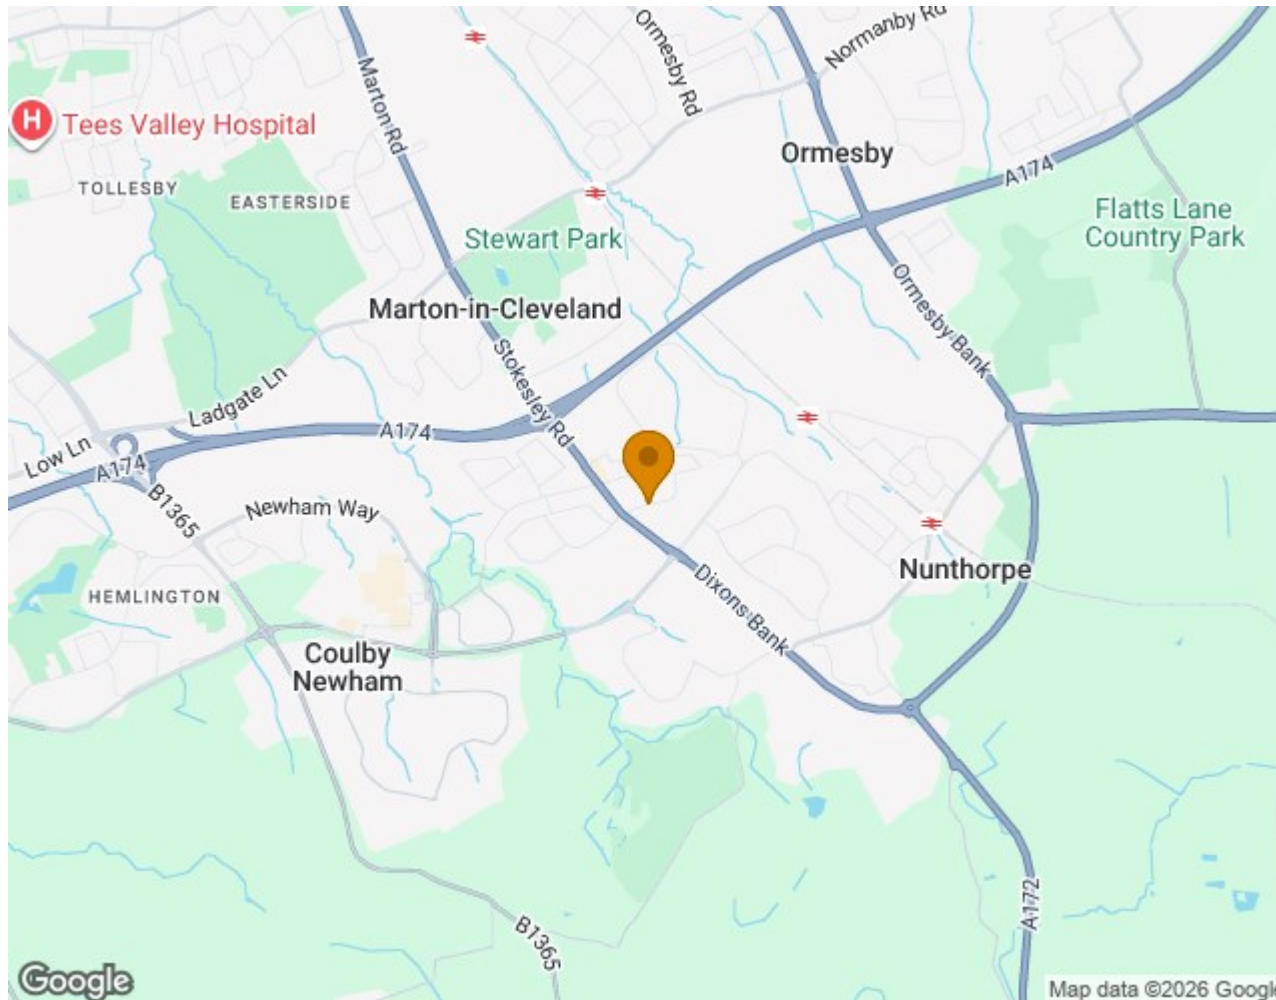 Ormesby Rd
Normanby Rd
Marton Rd
H
Tees Valley Hospital
Ormesby
A174
TOLLESBY
EASTERSIDE
Flatts Lane
Country Park
Stewart Park
Marton-in-Cleveland
Ormesby Bank
Stokesley Rd
Ladgate Ln
A174
Low Ln
A174
B1365
Newham Way
Nunthorpe
Dixons Bank
HEMLINGTON
Coulby
Newham
A172
B1365
Google
Map data ©2026 Google